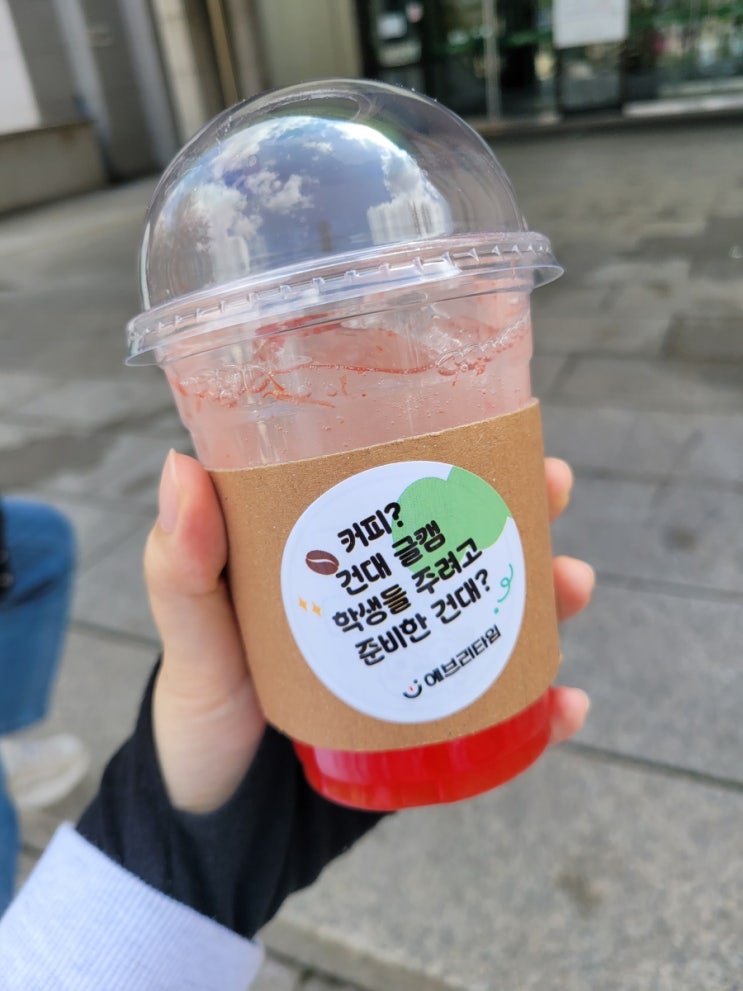 커피?
건대 글캠
학생들 주려고
준비한 건대?
에브리타임